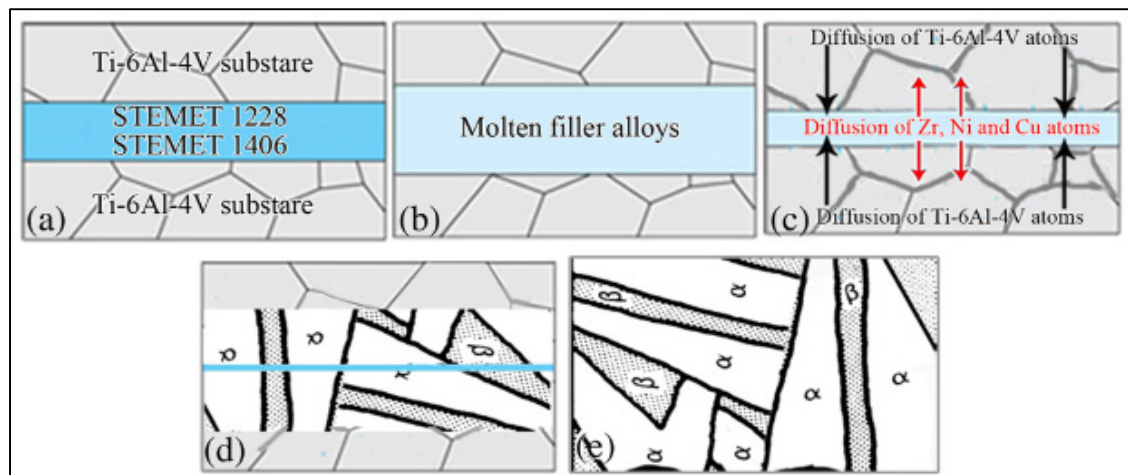 Ti-6Al-4V substare
STEMET 1228
STEMET 1406
Ti-6Al-4V substare
(a)
Molten filler alloys
(b)
Diffusion of Ti-6Al-4V atoms
Diffusion of Zr, Ni and Cu atoms
Diffusion of Ti-6Al-4V atoms
(c)
α
α
β
(d)
β
α
β
α
β
α
α
α
α
(e)